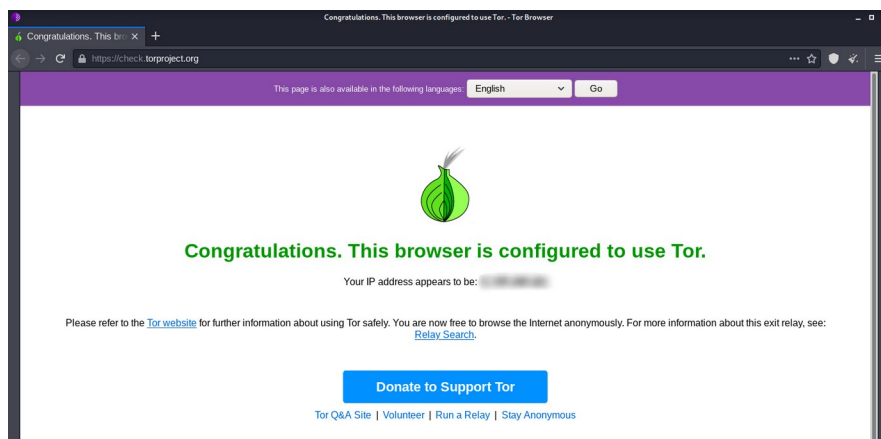 Congratulations. This browser is configured to use Tor. - Tor Browser
Congratulations. This bro
https://check.torproject.org
This page is also available in the following languages: English Go
Congratulations. This browser is configured to use Tor.
Your IP address appears to be:
Please refer to the Tor website for further information about using Tor safely. You are now free to browse the Internet anonymously. For more information about this exit relay, see:
Relay Search.
Donate to Support Tor
Tor Q&A Site | Volunteer | Run a Relay | Stay Anonymous